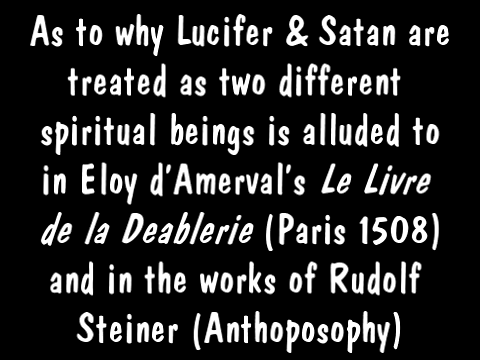 As to why Lucifer & Satan are
treated as two different
spiritual beings is alluded to
in Eloy d'Amerval's Le Livre
de la Deablerie (Paris 1508)
and in the works of Rudolf
Steiner (Anthoposophy)